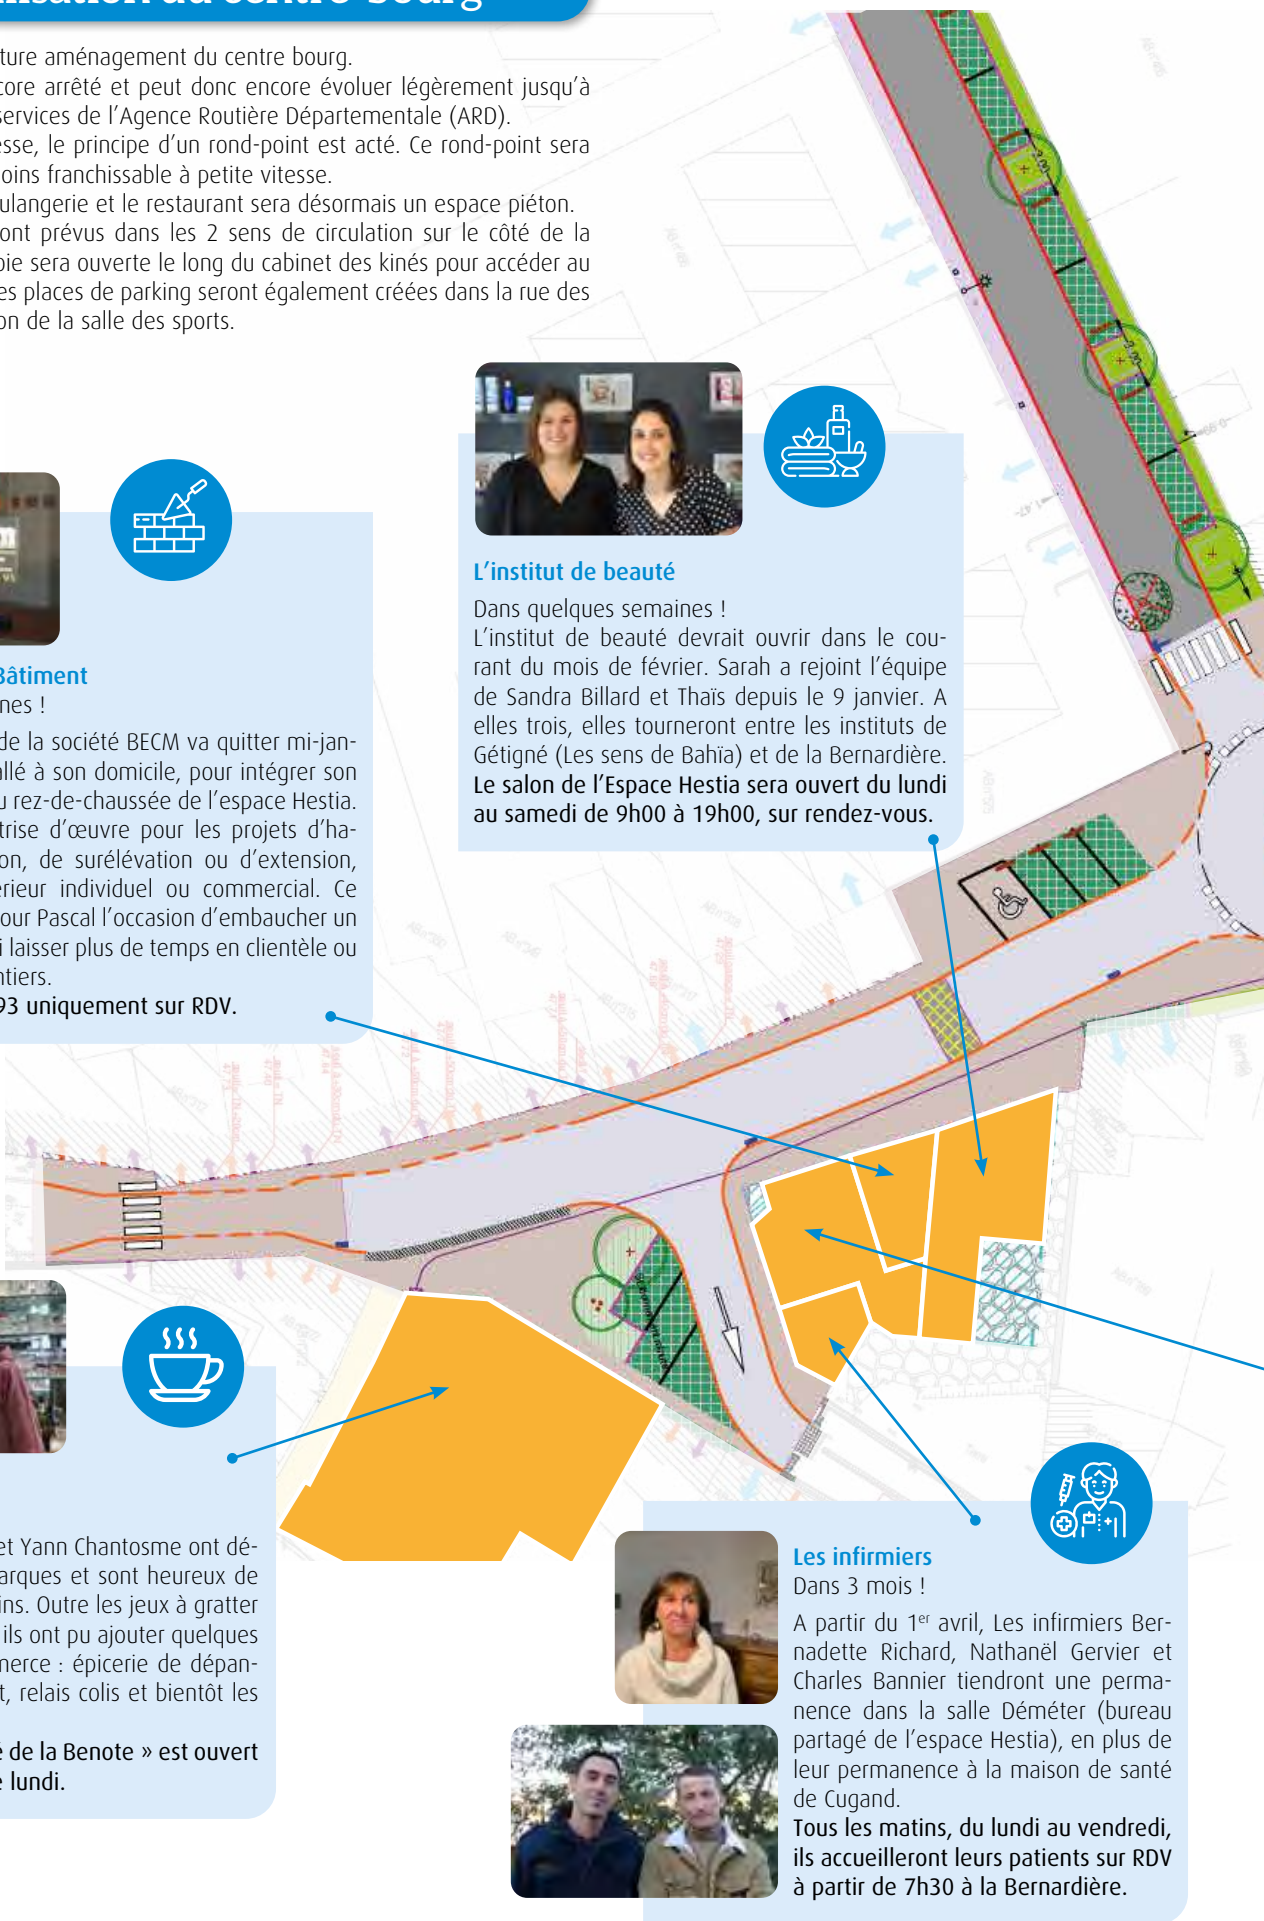 centre-bourg
ture aménagement du centre bourg.
core arrêté et peut donc encore évoluer légèrement jusqu'à
services de l'Agence Routière Départementale (ARD).
esse, le principe d'un rond-point est acté. Ce rond-point sera
oins franchissable à petite vitesse.
ulangerie et le restaurant sera désormais un espace piéton.
ont prévus dans les 2 sens de circulation sur le côté de la
oie sera ouverte le long du cabinet des kinés pour accéder au
es places de parking seront également créées dans la rue des
on de la salle des sports.
L'institut de beauté
Dans quelques semaines !
L'institut de beauté devrait ouvrir dans le cou-
rant du mois de février. Sarah a rejoint l'équipe
de Sandra Billard et Thaïs depuis le 9 janvier. A
elles trois, elles tourneront entre les instituts de
Gétigné (Les sens de Bahïa) et de la Bernardière.
Le salon de l'Espace Hestia sera ouvert du lundi
au samedi de 9h00 à 19h00, sur rendez-vous.
Bâtiment
nes !
de la société BECM va quitter mi-jan-
allé à son domicile, pour intégrer son
u rez-de-chaussée de l'espace Hestia.
trise d'œuvre pour les projets d'ha-
on, de surélévation ou d'extension,
érieur individuel ou commercial. Ce
our Pascal l'occasion d'embaucher un
i laisser plus de temps en clientèle ou
ntiers.
93 uniquement sur RDV.
et Yann Chantosme ont dé-
arques et sont heureux de
ins. Outre les jeux à gratter
ils ont pu ajouter quelques
merce : épicerie de dépan-
t, relais colis et bientôt les
é de la Benote » est ouvert
e lundi.
Les infirmiers
Dans 3 mois !
A partir du 1er avril, Les infirmiers Ber-
nadette Richard, Nathanël Gervier et
Charles Bannier tiendront une perma-
nence dans la salle Déméter (bureau
partagé de l'espace Hestia), en plus de
leur permanence à la maison de santé
de Cugand.
Tous les matins, du lundi au vendredi,
ils accueilleront leurs patients sur RDV
à partir de 7h30 à la Bernardière.